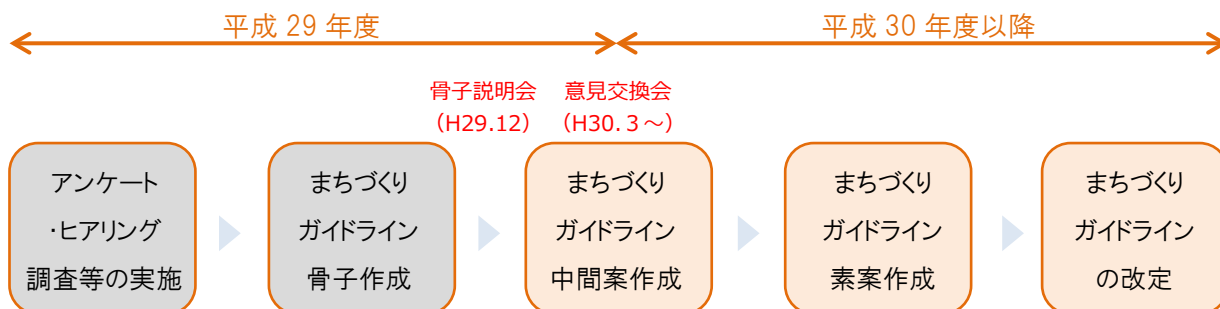 平成 29 年度
平成 30 年度以降
骨子説明会
（H29.12）
意見交換会
（H30.３～）
アンケート
・ヒアリング
調査等の実施
まちづくり
ガイドライン
骨子作成
まちづくり
ガイドライン
中間案作成
まちづくり
ガイドライン
素案作成
まちづくり
ガイドライン
の改定